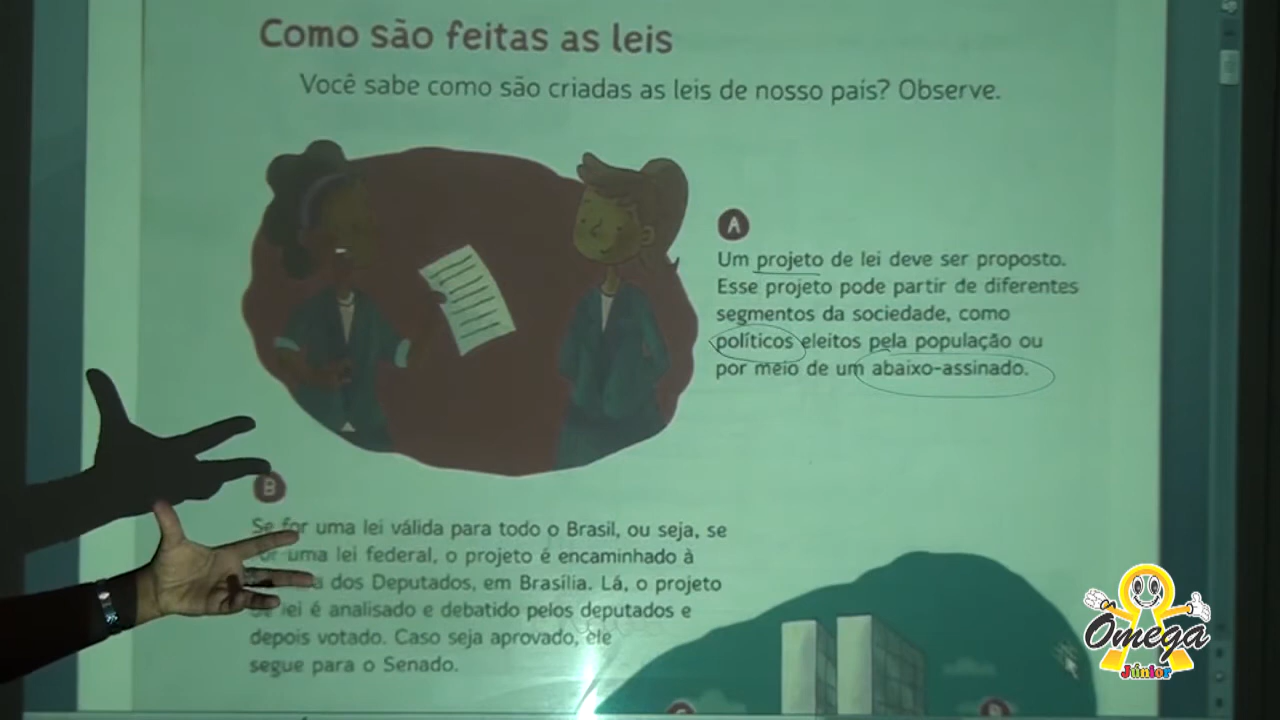 Como são feitas as leis
Você sabe como são criadas as leis de nosso país? Observe.
A
Um projeto de lei deve ser proposto.
Esse projeto pode partir de diferentes
segmentos da sociedade, como
políticos eleitos pela população ou
por meio de um abaixo-assinado.
B
Se for uma lei válida para todo o Brasil, ou seja, se
uma lei federal, o projeto é encaminhado à
dos Deputados, em Brasília. Lá, o projeto
lei é analisado e debatido pelos deputados e
depois votado. Caso seja aprovado, ele
segue para o Senado.
Omega
Júnior